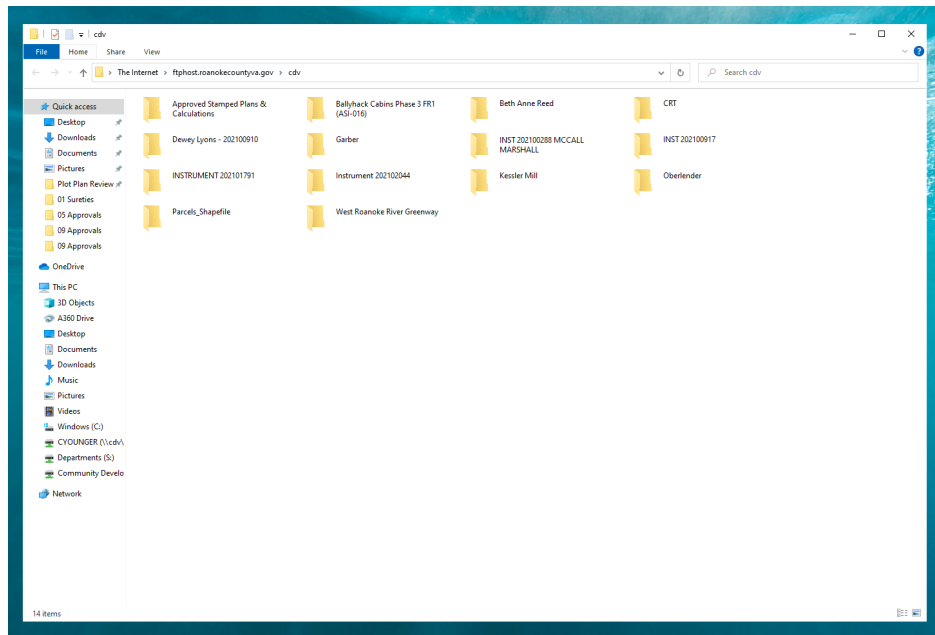 cdv
File Home Share View
The Internet > ftphost.roanokecountyva.gov > cdv
Search cdv
Quick access
Desktop
Downloads
Documents
Pictures
Plot Plan Review
01 Sureties
05 Approvals
09 Approvals
09 Approvals
OneDrive
This PC
3D Objects
A360 Drive
Desktop
Documents
Downloads
Music
Pictures
Videos
Windows (C:)
CYOUNGER (\\cdv\
Departments (S:)
Community Develo
Network
Approved Stamped Plans &
Calculations
Ballyhack Cabins Phase 3 FR1
(ASI-016)
Beth Anne Reed
CRT
Dewey Lyons - 202100910
Garber
INST 202100288 MCCALL
MARSHALL
INST 202100917
INSTRUMENT 202101791
Instrument 202102044
Kessler Mill
Oberlender
Parcels_Shapefile
West Roanoke River Greenway
14 items